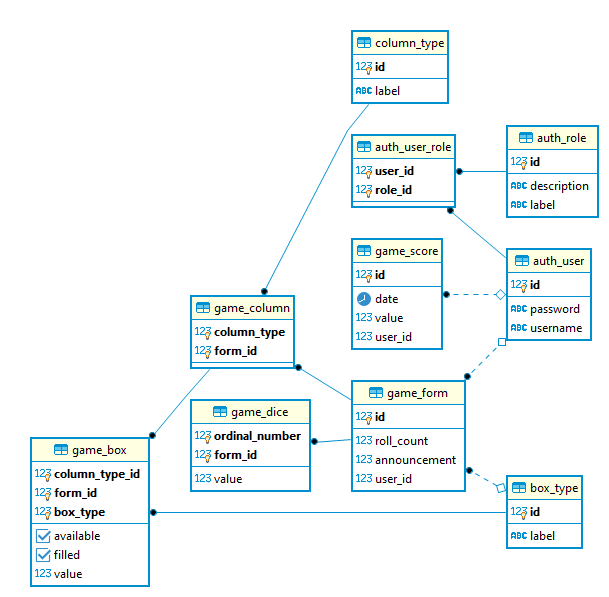 column_type
123 id
ABC label
auth_user_role
123 user_id
123 role_id
auth_role
123 id
ABC description
ABC label
game_score
123 id
date
123 value
123 user_id
auth_user
123 id
ABC password
ABC username
game_column
123 column_type
123 form_id
game_form
123 id
123 roll_count
123 announcement
123 user_id
game_dice
123 ordinal_number
123 form_id
123 value
game_box
123 column_type_id
123 form_id
123 box_type
available
filled
123 value
box_type
123 id
ABC label